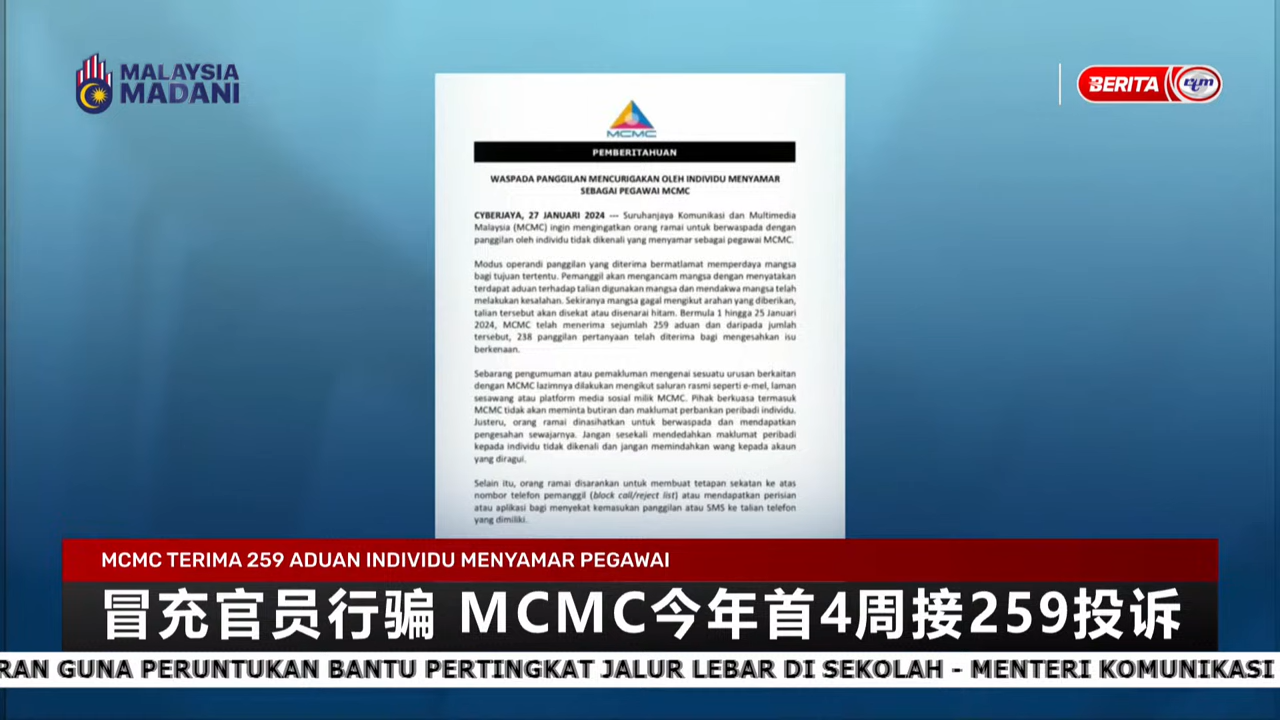 MALAYSIA
MADANI
BERITA rtm
MCMC
PEMBERITAHUAN
WASPADA PANGGILAN MENCURIGAKAN OLEH INDIVIDU MENYAMAR
SEBAGAI PEGAWAI MCMC
CYBERJAYA, 27 JANUARI 2024 — Suruhanjaya Komunikasi dan Multimedia
Malaysia (MCMC) ingin mengingatkan orang ramai untuk berwaspada dengan
panggilan oleh individu tidak dikenali yang menyamar sebagai pegawai MCMC.
Modus operandi panggilan yang diterima bermatlamat memperdaya mangsa
bagi tujuan tertentu. Pemanggil akan mengancam mangsa dengan menyatakan
terdapat aduan terhadap talian digunakan mangsa dan mendakwa mangsa telah
melakukan kesalahan. Sekiranya mangsa gagal mengikut arahan yang diberikan,
talian tersebut akan disekat atau disenarai hitam. Bermula 1 hingga 25 Januari
2024, MCMC telah menerima sejumlah 259 aduan dan daripada jumlah
tersebut, 238 panggilan pertanyaan telah diterima bagi mengesahkan isu
berkenaan.
Sebarang pengumuman atau pemakluman mengenai sesuatu urusan berkaitan
dengan MCMC lazimnya dilakukan mengikut saluran rasmi seperti e-mel, laman
sesawang atau platform media sosial milik MCMC. Pihak berkuasa termasuk
MCMC tidak akan meminta butiran dan maklumat perbankan peribadi individu.
Justeru, orang ramai dinasihatkan untuk berwaspada dan mendapatkan
pengesahan sewajarnya. Jangan sesekali mendedahkan maklumat peribadi
kepada individu tidak dikenali dan jangan memindahkan wang kepada akaun
yang diragui.
Selain itu, orang ramai disarankan untuk membuat tetapan sekatan ke atas
nombor telefon pemanggil (block call/reject list) atau mendapatkan perisian
atau aplikasi bagi menyekat kemasukan panggilan atau SMS ke talian telefon
yang dimiliki.
MCMC TERIMA 259 ADUAN INDIVIDU MENYAMAR PEGAWAI
冒充官员行骗 MCMC今年首4周接259投诉
RAN GUNA PERUNTUKAN BANTU PERTINGKAT JALUR LEBAR DI SEKOLAH - MENTERI KOMUNIKASI